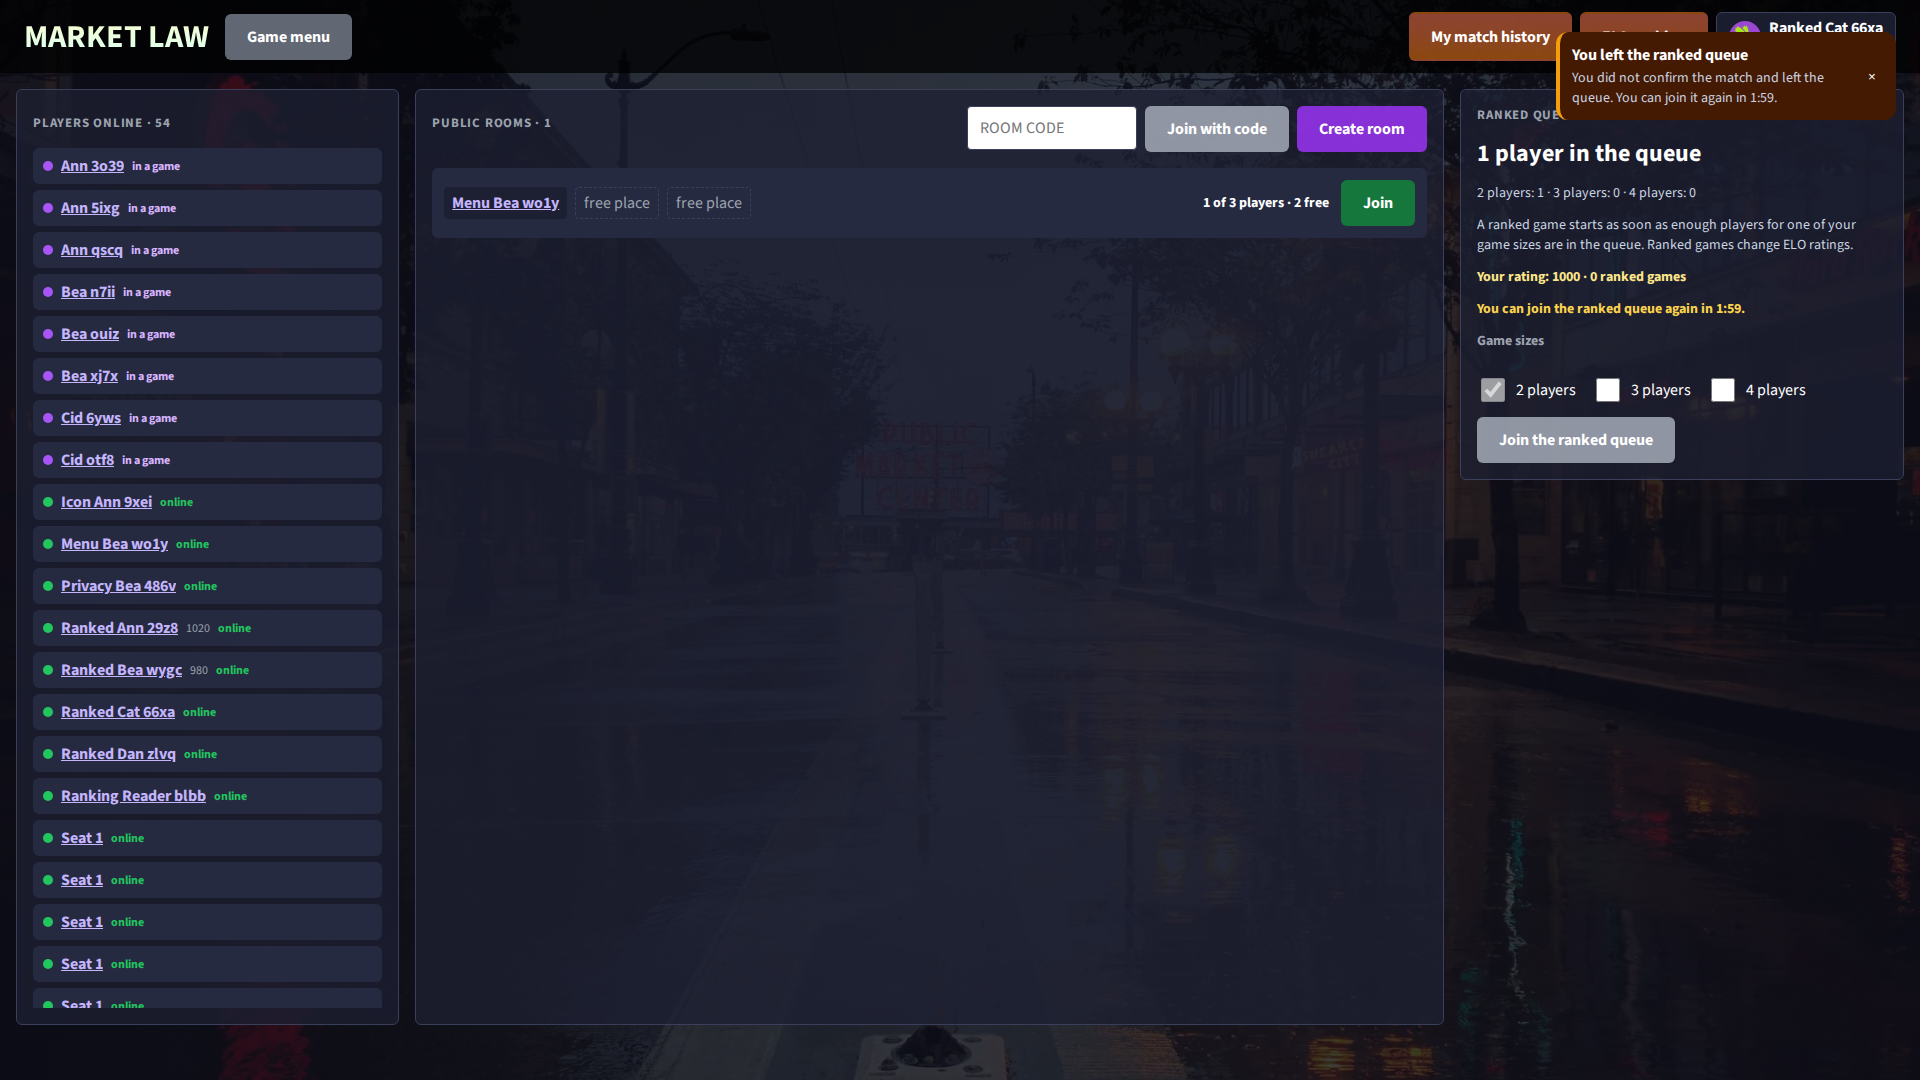 MARKET LAW
Game menu
My match history
Ranked Cat 66xa
You left the ranked queue
You did not confirm the match and left the
queue. You can join it again in 1:59.
×
PLAYERS ONLINE · 54
Ann 3o39 in a game
Ann 5ixg in a game
Ann qscq in a game
Bea n7ii in a game
Bea ouiz in a game
Bea xj7x in a game
Cid 6yws in a game
Cid otf8 in a game
Icon Ann 9xei online
Menu Bea wo1y online
Privacy Bea 486v online
Ranked Ann 29z8 1020 online
Ranked Bea wygc 980 online
Ranked Cat 66xa online
Ranked Dan zlvq online
Ranking Reader blbb online
Seat 1 online
Seat 1 online
Seat 1 online
Seat 1 online
Seat 1 online
PUBLIC ROOMS · 1
ROOM CODE
Join with code
Create room
Menu Bea wo1y
free place
free place
1 of 3 players · 2 free
Join
RANKED QUE
1 player in the queue
2 players: 1 · 3 players: 0 · 4 players: 0
A ranked game starts as soon as enough players for one of your
game sizes are in the queue. Ranked games change ELO ratings.
Your rating: 1000 · 0 ranked games
You can join the ranked queue again in 1:59.
Game sizes
2 players
3 players
4 players
Join the ranked queue
PUBLIC
MARKET